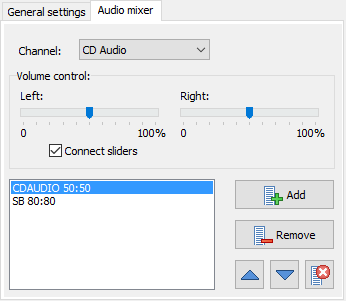 General settings Audio mixer
Channel: CD Audio
Volume control:
Left: Right:
0 100% 0 100%
Connect sliders
CDAUDIO 50:50
SB 80:80
Add
Remove